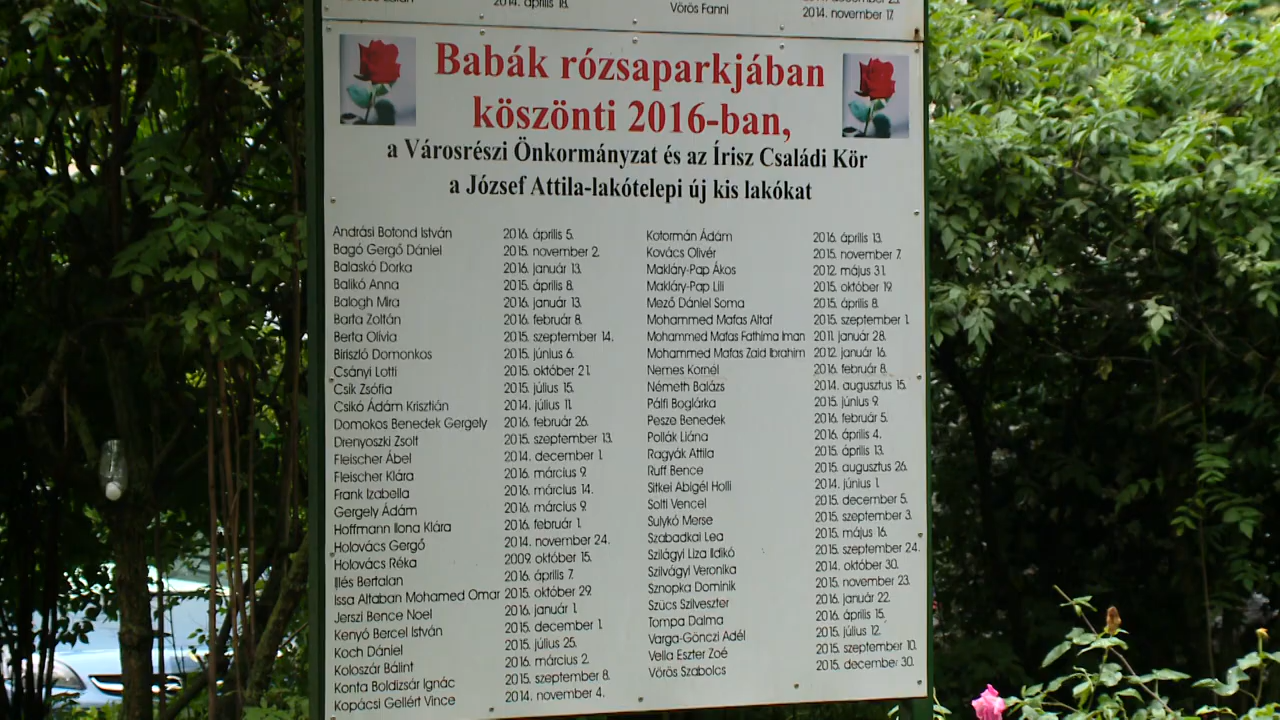 2014. április 18.
Vörös Fanni
2014. november 17.
Babák rózsaparkjában
köszönti 2016-ban,
a Városrészi Önkormányzat és az Írisz Családi Kör
a József Attila-lakótelepi új kis lakókat
Andrási Botond István 2016. április 5.
Bagó Gergő Dániel 2015. november 2.
Balaskó Dorka 2016. január 13.
Balikó Anna 2015. április 8.
Balogh Mira 2016. január 13.
Barta Zoltán 2016. február 8.
Berta Olívia 2015. szeptember 14.
Biriszló Domonkos 2015. június 6.
Csányi Lotti 2015. október 21.
Csík Zsófia 2015. július 15.
Csikó Ádám Krisztián 2014. július 11.
Domokos Benedek Gergely 2016. február 26.
Drenyoszki Zsolt 2015. szeptember 13.
Fleischer Ábel 2014. december 1.
Fleischer Klára 2016. március 9.
Frank Izabella 2016. március 14.
Gergely Ádám 2016. március 9.
Hoffmann Ilona Klára 2016. február 1.
Holovács Gergő 2014. november 24.
Holovács Réka 2009. október 15.
Illés Bertalan 2016. április 7.
Issa Altaban Mohamed Omar 2015. október 29.
Jerszi Bence Noel 2016. január 1.
Kenyó Bercel István 2015. december 1.
Koch Dániel 2015. július 25.
Koloszár Bálint 2016. március 2.
Konta Boldizsár Ignác 2015. szeptember 8.
Kopácsi Gellért Vince 2014. november 4.
Kotormán Ádám 2016. április 13.
Kovács Olivér 2015. november 7.
Makláry-Pap Ákos 2012. május 31.
Makláry-Pap Lili 2015. október 19.
Mező Dániel Soma 2015. április 8.
Mohammed Mafas Altaf 2015. szeptember 1.
Mohammed Mafas Fathima Iman 2011. január 28.
Mohammed Mafas Zaid Ibrahim 2012. január 16.
Nemes Kornél 2016. február 8.
Németh Balázs 2014. augusztus 15.
Pálfi Boglárka 2015. június 9.
Pesze Benedek 2016. február 5.
Pollák Liána 2016. április 4.
Ragyák Attila 2015. április 13.
Ruff Bence 2015. augusztus 26.
Sitkei Abigél Holli 2014. június 1.
Solti Vencel 2015. december 5.
Sulykó Merse 2015. szeptember 3.
Szabadkai Lea 2015. május 16.
Szilágyi Liza Ildikó 2015. szeptember 24.
Szilvágyi Veronika 2014. október 30.
Sznopka Dominik 2015. november 23.
Szűcs Szilveszter 2016. január 22.
Tompa Dalma 2016. április 15.
Varga-Gönczi Adél 2015. július 12.
Vella Eszter Zoé 2015. szeptember 10.
Vörös Szabolcs 2015. december 30.